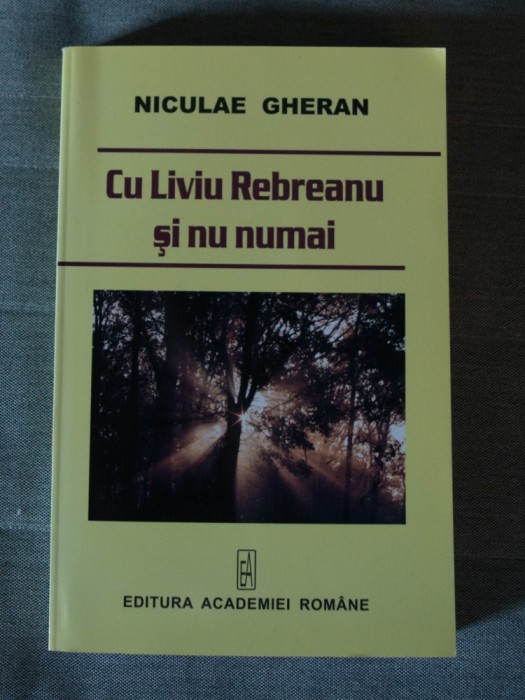 NICULAE GHERAN
Cu Liviu Rebreanu
şi nu numai
EA
EDITURA ACADEMIEI ROMÂNE